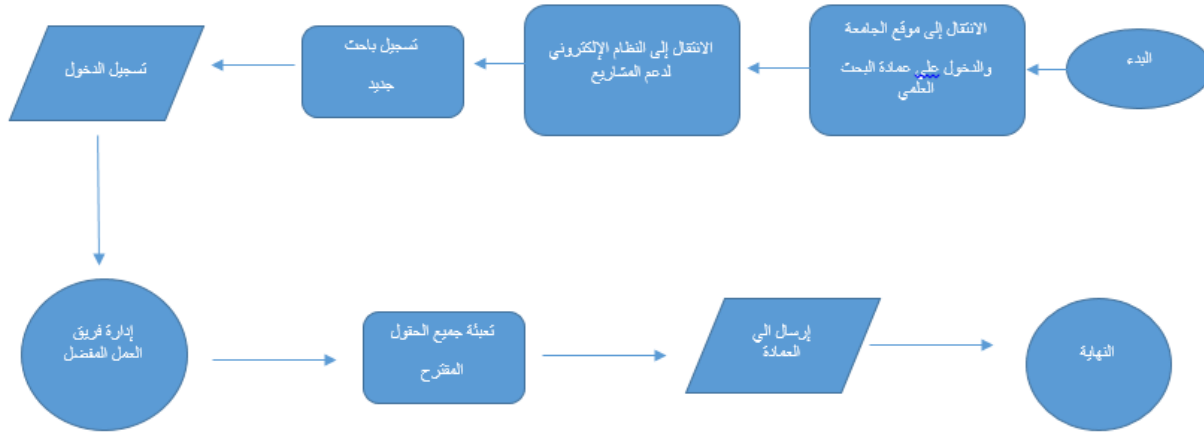 البدء
الانتقال إلى موقع الجامعة
والدخول على عمادة البحث
العلمي
الانتقال إلى النظام الإلكتروني
لدعم المشاريع
تسجيل باحث
جديد
تسجيل الدخول
إدارة فريق
العمل المفضل
تعبئة جميع الحقول
المقترح
إرسال الي
العمادة
النهاية